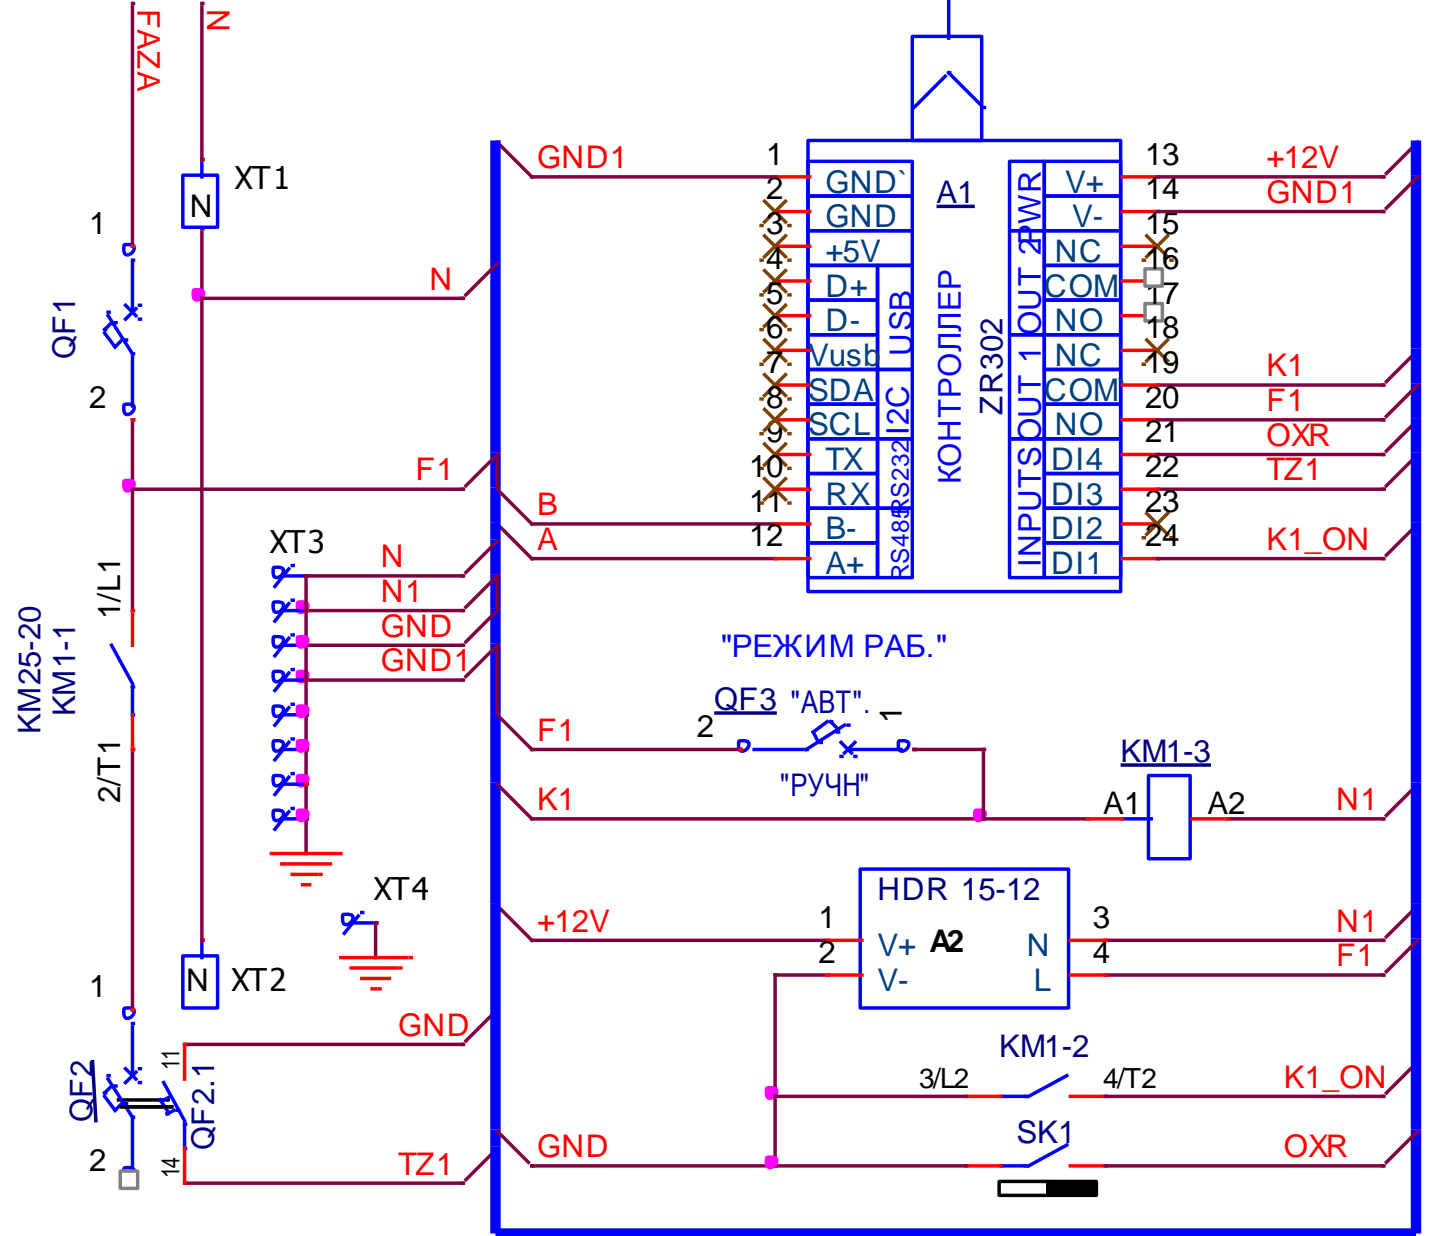 FAZA
N
XT1
N
1
QF1
2
N
F1
XT3
N
N1
GND
GND1
1/L1
KM25-20
KM1-1
2/T1
XT4
XT2
N
1
QF2
2
11
QF2.1
14
GND
TZ1
GND1
B
A
1
2
3
4
5
6
7
8
9
10
11
12
GND`
GND
+5V
D+
D-
Vusb
SDA
SCL
TX
RX
B-
A+
USB
I2C
RS232
RS485
A1
КОНТРОЛЛЕР
ZR302
PWR
OUT 2
OUT 1
INPUTS
V+
V-
NC
COM
NO
NC
COM
NO
DI4
DI3
DI2
DI1
13
14
15
16
17
18
19
20
21
22
23
24
+12V
GND1
K1
F1
OXR
TZ1
K1_ON
"РЕЖИМ РАБ."
QF3 "АВТ".
F1
2
1
"РУЧН"
KM1-3
K1
A1
A2
N1
HDR 15-12
+12V
1
V+
A2
N
3
N1
2
V-
L
4
F1
KM1-2
3/L2
4/T2
K1_ON
SK1
GND
OXR